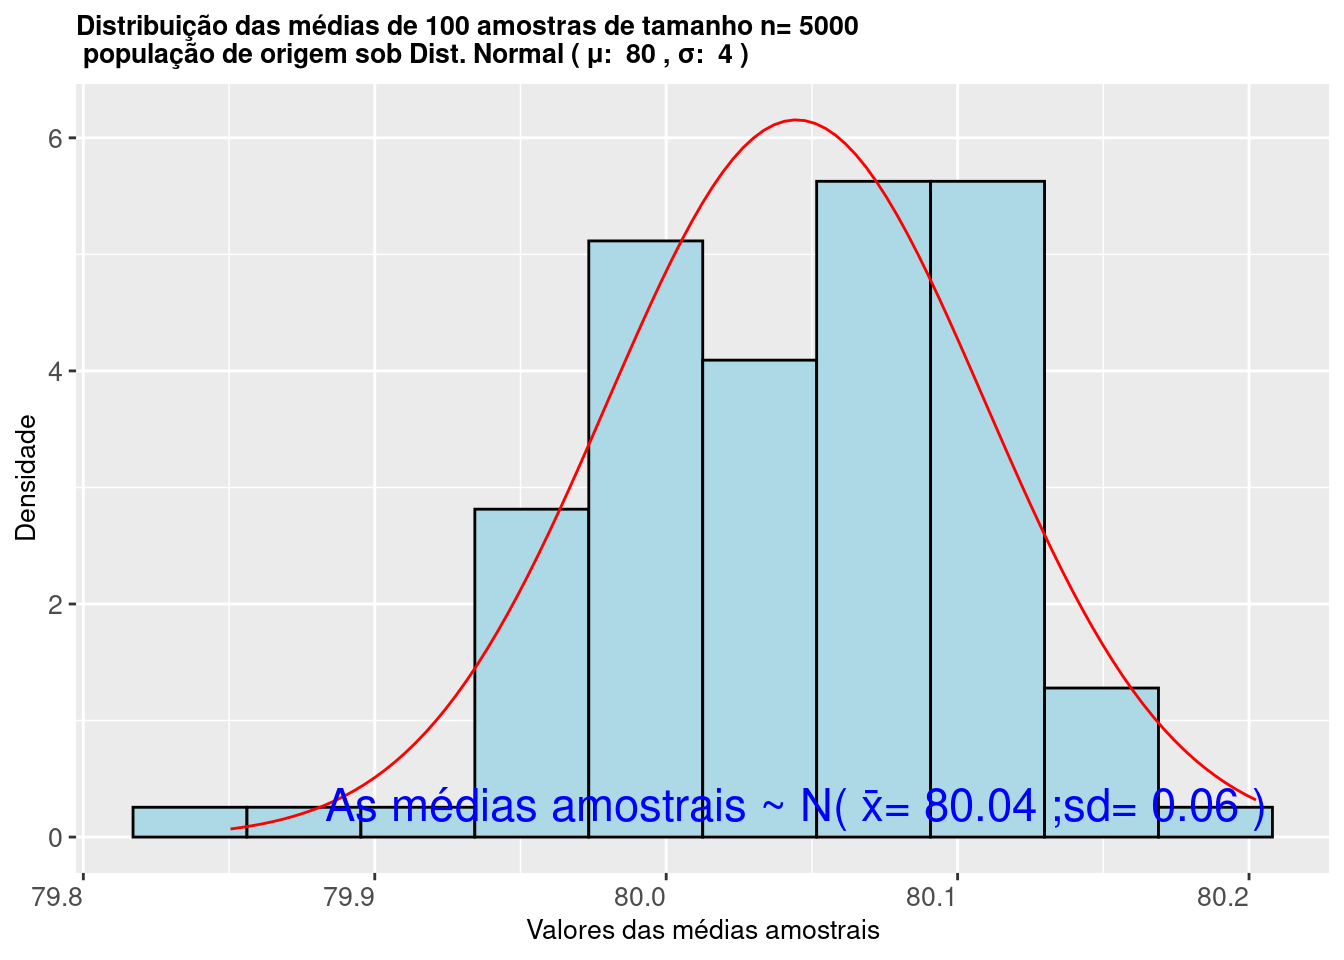 Distribuição das médias de 100 amostras de tamanho n= 5000
população de origem sob Dist. Normal ( μ:  80 , σ:  4 )
6
4
2
0
Densidade
As médias amostrais ~ N( x̄= 80.04 ;sd= 0.06 )
79.8 79.9 80.0 80.1 80.2
Valores das médias amostrais